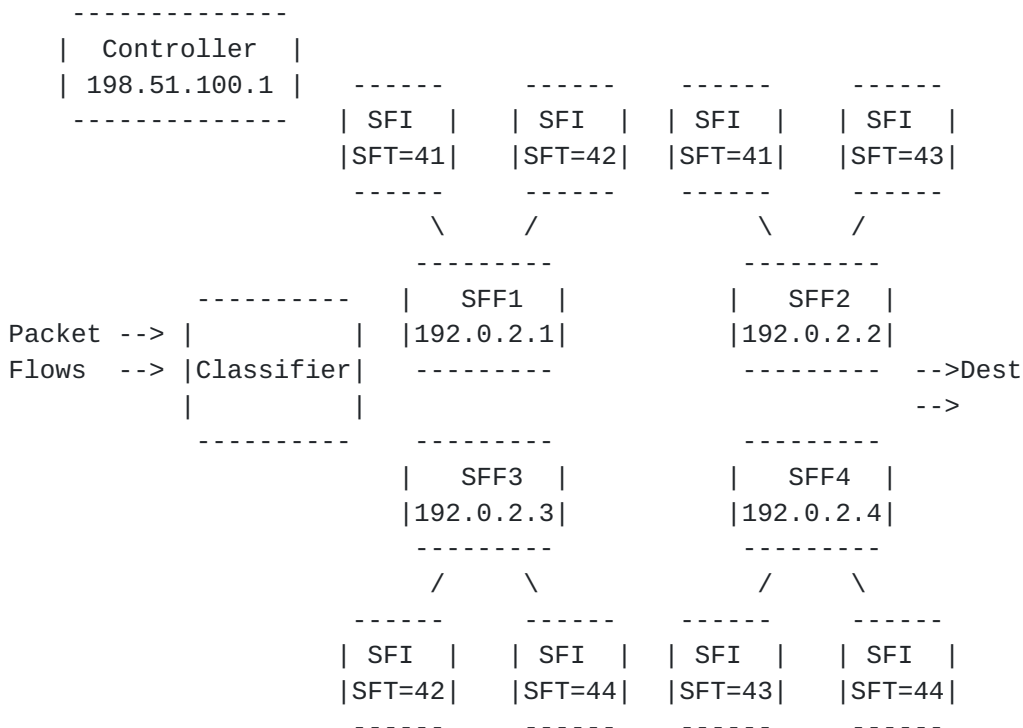 Controller
198.51.100.1
| SFI | | SFI | | SFI | | SFI |
|SFT=41| |SFT=42| |SFT=41| |SFT=43|
\ / \ /
| SFF1 | | SFF2 |
Packet --> | | |192.0.2.1| |192.0.2.2|
Flows --> |Classifier| --------- --------- -->Dest
| | -->
| SFF3 | | SFF4 |
|192.0.2.3| |192.0.2.4|
/ \ / \
| SFI | | SFI | | SFI | | SFI |
|SFT=42| |SFT=44| |SFT=43| |SFT=44|